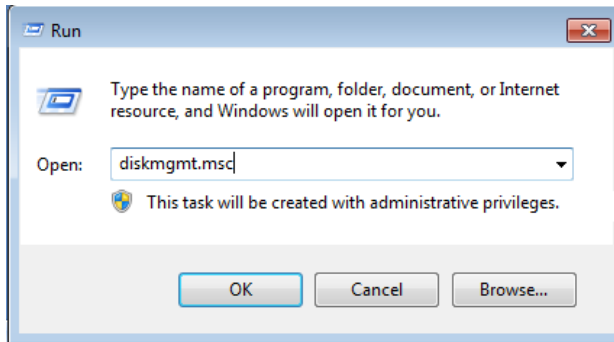 Run
Type the name of a program, folder, document, or Internet
resource, and Windows will open it for you.
Open: diskmgmt.msc
This task will be created with administrative privileges.
OK Cancel Browse...